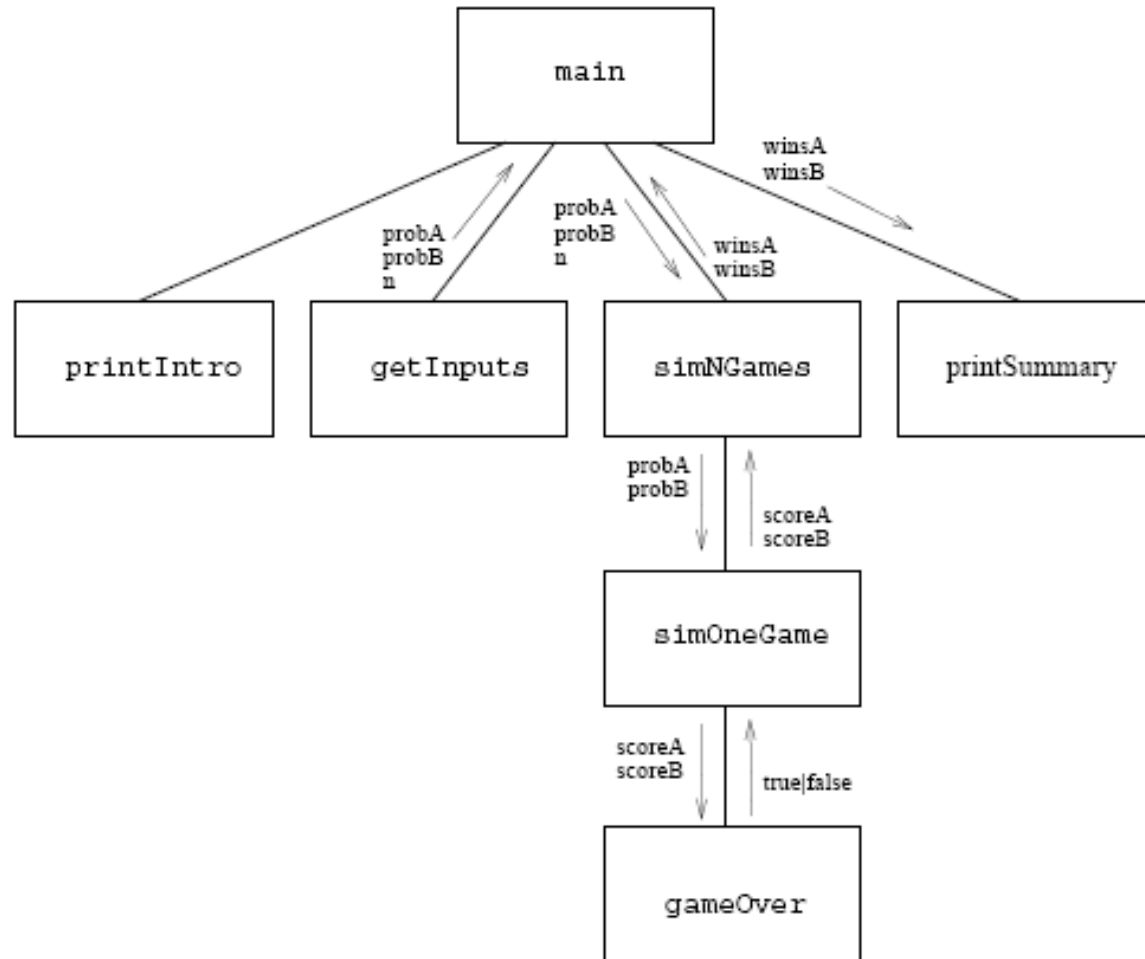 main
winsA
winsB
probA
probB
n
probA
probB
n
winsA
winsB
printIntro
getInputs
simNGames
printSummary
probA
probB
scoreA
scoreB
simOneGame
scoreA
scoreB
true|false
gameOver